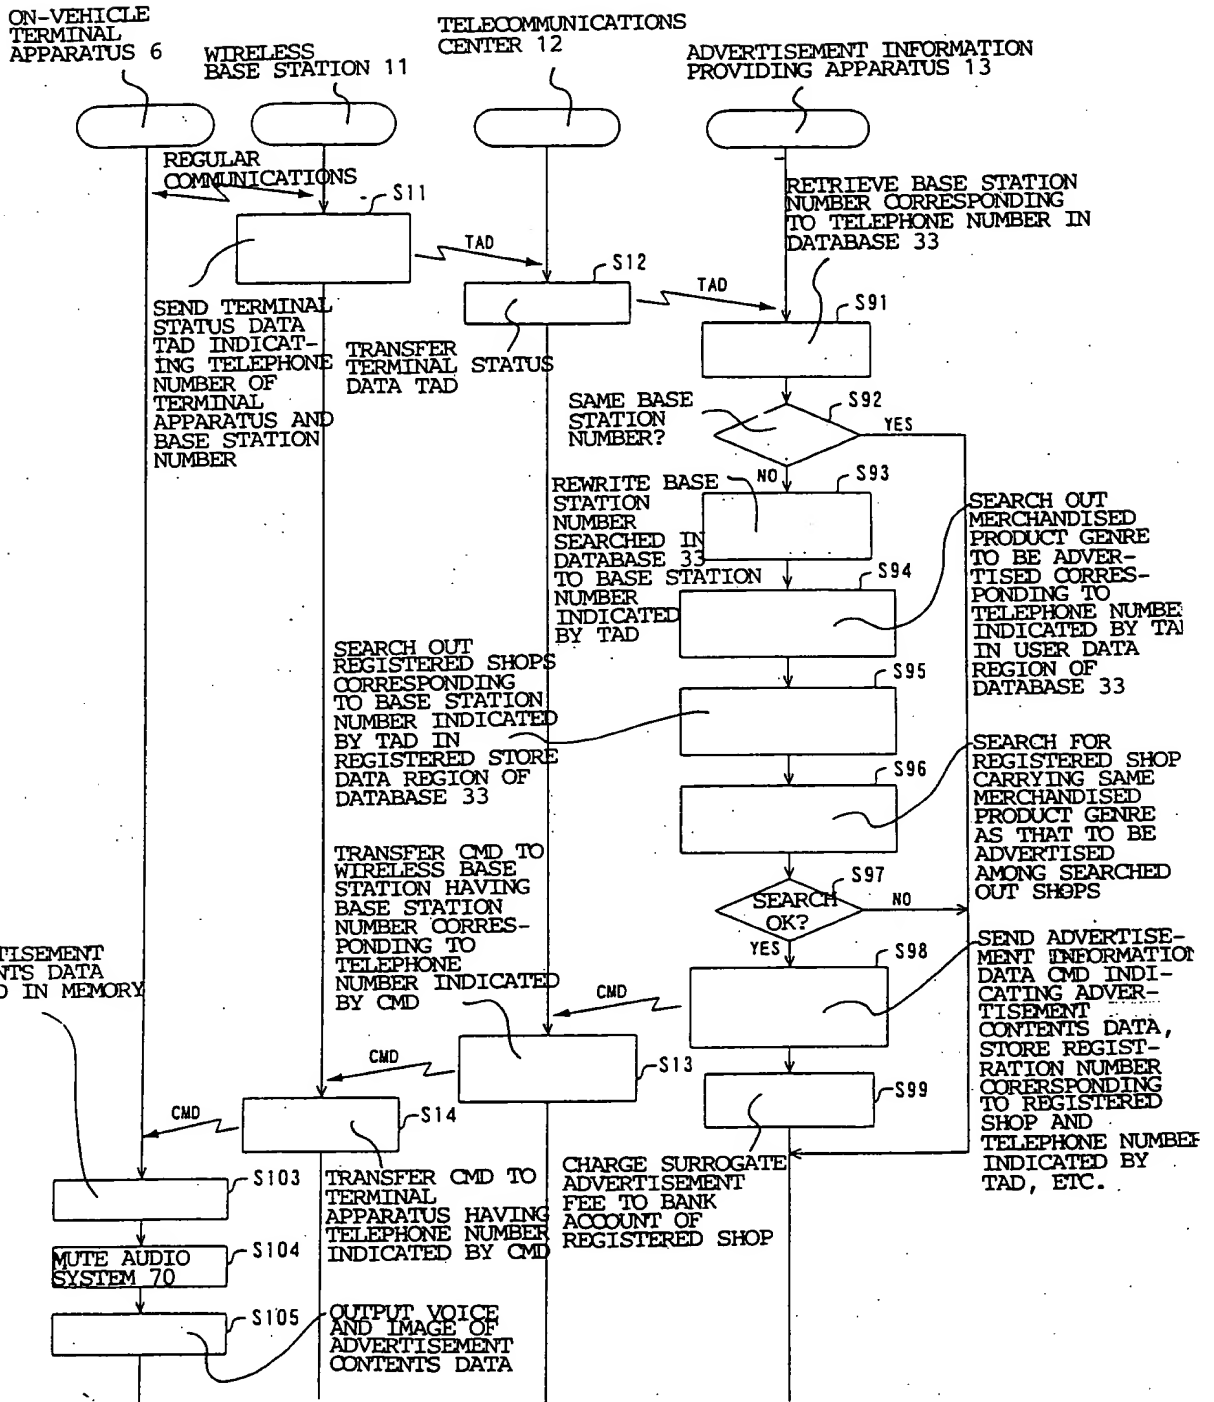 ON-VEHICLE
TERMINAL
APPARATUS 6
WIRELESS
BASE STATION 11
TELECOMMUNICATIONS
CENTER 12
ADVERTISEMENT INFORMATION
PROVIDING APPARATUS 13
REGULAR
COMMUNICATIONS
S11
TAD
SEND TERMINAL
STATUS DATA
TAD INDICAT-
ING TELEPHONE
NUMBER OF
TERMINAL
APPARATUS AND
BASE STATION
NUMBER
S12
TAD
TRANSFER
TERMINAL STATUS
DATA TAD
RETRIEVE BASE STATION
NUMBER CORRESPONDING
TO TELEPHONE NUMBER IN
DATABASE 33
S91
SAME BASE
STATION
NUMBER?
S92
YES
NO
S93
REWRITE BASE
STATION
NUMBER
SEARCHED IN
DATABASE 33
TO BASE STATION
NUMBER
INDICATED
BY TAD
S94
SEARCH OUT
MERCHANDISED
PRODUCT GENRE
TO BE ADVER-
TISED CORRES-
PONDING TO
TELEPHONE NUMBE
INDICATED BY TA
IN USER DATA
REGION OF
DATABASE 33
S95
SEARCH OUT
REGISTERED SHOPS
CORRESPONDING
TO BASE STATION
NUMBER INDICATED
BY TAD IN
REGISTERED STORE
DATA REGION OF
DATABASE 33
S96
SEARCH FOR
REGISTERED SHOP
CARRYING SAME
MERCHANDISED
PRODUCT GENRE
AS THAT TO BE
ADVERTISED
AMONG SEARCHED
OUT SHOPS
S97
SEARCH
OK?
NO
YES
S98
SEND ADVERTISE-
MENT INFORMATION
DATA CMD INDI-
CATING ADVER-
TISEMENT
CONTENTS DATA,
STORE REGIST-
RATION NUMBER
CORERSPONDING
TO REGISTERED
SHOP AND
TELEPHONE NUMBER
INDICATED BY
TAD, ETC.
CMD
TRANSFER CMD TO
WIRELESS BASE
STATION HAVING
BASE STATION
NUMBER CORRES-
PONDING TO
TELEPHONE
NUMBER INDICATED
BY CMD
S13
CMD
S99
CHARGE SURROGATE
ADVERTISEMENT
FEE TO BANK
ACCOUNT OF
REGISTERED SHOP
S14
CMD
TRANSFER CMD TO
TERMINAL
APPARATUS HAVING
TELEPHONE NUMBER
INDICATED BY CMD
TISEMENT
NTS DATA
D IN MEMORY
S103
MUTE AUDIO
SYSTEM 70
S104
S105
OUTPUT VOICE
AND IMAGE OF
ADVERTISEMENT
CONTENTS DATA